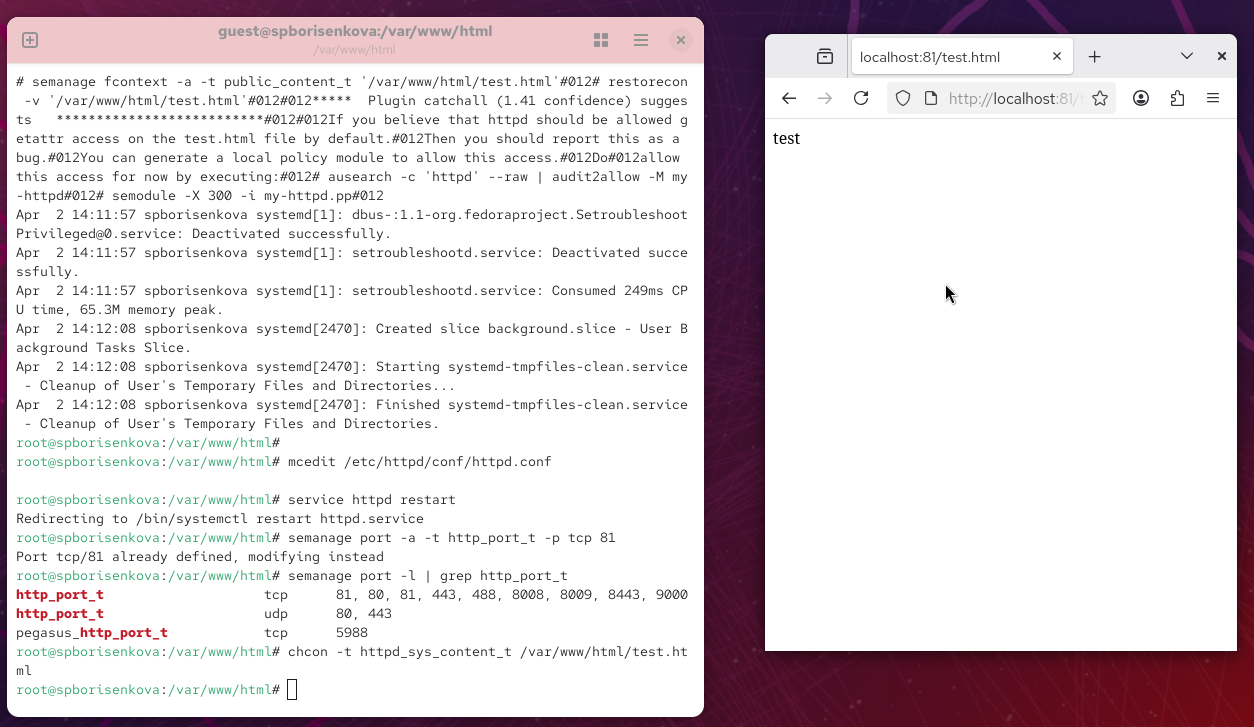 guest@spborisenkova:/var/www/html
/var/www/html
# semanage fcontext -a -t public_content_t '/var/www/html/test.html'#012# restorecon
 -v '/var/www/html/test.html'#012#012*****  Plugin catchall (1.41 confidence) sugges
ts   **************************#012#012If you believe that httpd should be allowed g
etattr access on the test.html file by default.#012Then you should report this as a
bug.#012You can generate a local policy module to allow this access.#012Do#012allow
this access for now by executing:#012# ausearch -c 'httpd' --raw | audit2allow -M my
-httpd#012# semodule -X 300 -i my-httpd.pp#012
Apr  2 14:11:57 spborisenkova systemd[1]: dbus-:1.1-org.fedoraproject.Setroubleshoot
Privileged@0.service: Deactivated successfully.
Apr  2 14:11:57 spborisenkova systemd[1]: setroubleshootd.service: Deactivated succe
ssfully.
Apr  2 14:11:57 spborisenkova systemd[1]: setroubleshootd.service: Consumed 249ms CP
U time, 65.3M memory peak.
Apr  2 14:12:08 spborisenkova systemd[2470]: Created slice background.slice - User B
ackground Tasks Slice.
Apr  2 14:12:08 spborisenkova systemd[2470]: Starting systemd-tmpfiles-clean.service
 - Cleanup of User's Temporary Files and Directories...
Apr  2 14:12:08 spborisenkova systemd[2470]: Finished systemd-tmpfiles-clean.service
 - Cleanup of User's Temporary Files and Directories.
root@spborisenkova:/var/www/html#
root@spborisenkova:/var/www/html# mcedit /etc/httpd/conf/httpd.conf
root@spborisenkova:/var/www/html# service httpd restart
Redirecting to /bin/systemctl restart httpd.service
root@spborisenkova:/var/www/html# semanage port -a -t http_port_t -p tcp 81
Port tcp/81 already defined, modifying instead
root@spborisenkova:/var/www/html# semanage port -l | grep http_port_t
http_port_t                    tcp      81, 80, 81, 443, 488, 8008, 8009, 8443, 9000
http_port_t                    udp      80, 443
pegasus_http_port_t            tcp      5988
root@spborisenkova:/var/www/html# chcon -t httpd_sys_content_t /var/www/html/test.ht
ml
root@spborisenkova:/var/www/html#
localhost:81/test.html
http://localhost:81/
test